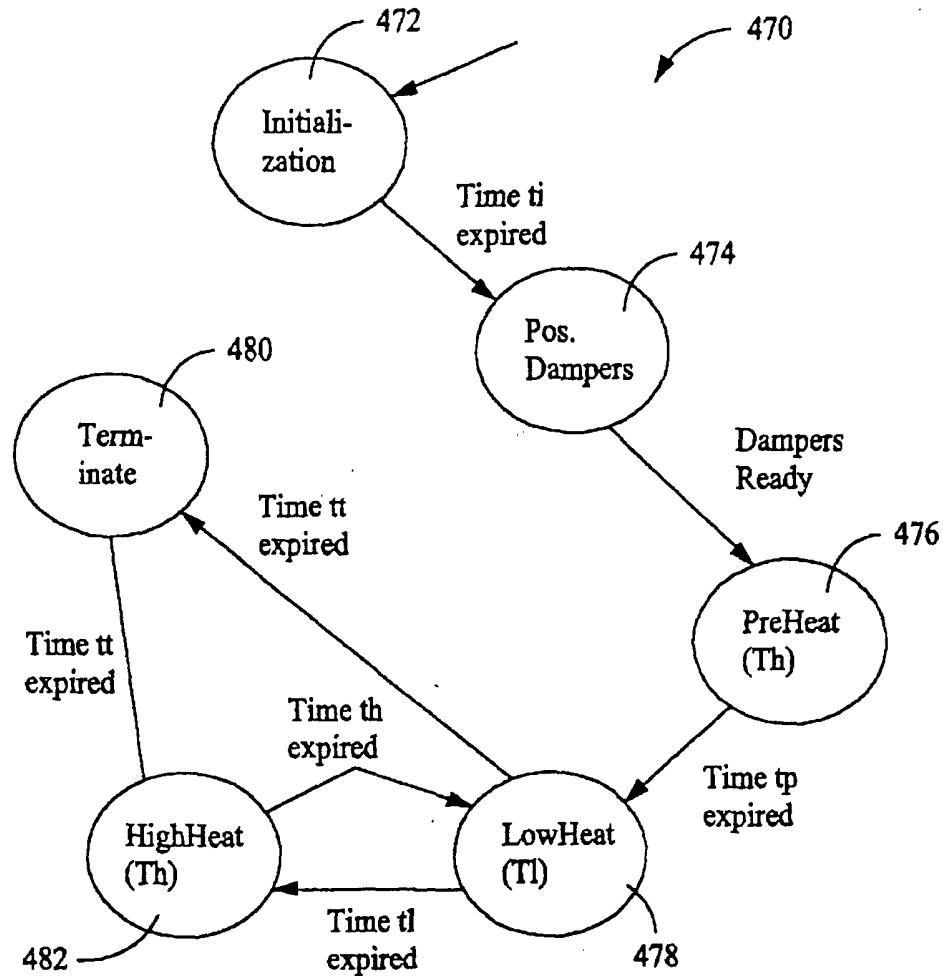 472
470
Initiali-
zation
Time ti
expired
474
Pos.
Dampers
480
Term-
inate
Dampers
Ready
Time tt
expired
476
PreHeat
(Th)
Time tt
expired
Time th
expired
Time tp
expired
HighHeat
(Th)
LowHeat
(Tl)
Time tl
expired
482
478